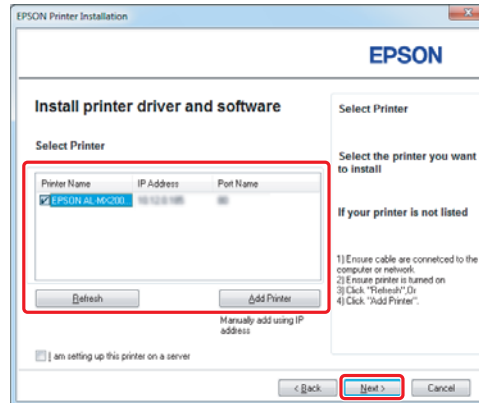 EPSON Printer Installation
EPSON
Install printer driver and software
Select Printer
Printer Name IP Address Port Name
EPSON AL-MX200...
Refresh Add Printer
Manually add using IP
address
I am setting up this printer on a server
Select Printer
Select the printer you want
to install
If your printer is not listed
1) Ensure cable are connetced to the
computer or network.
2) Ensure printer is turned on
3) Click "Refresh",Or
4) Click "Add Printer".
< Back Next > Cancel